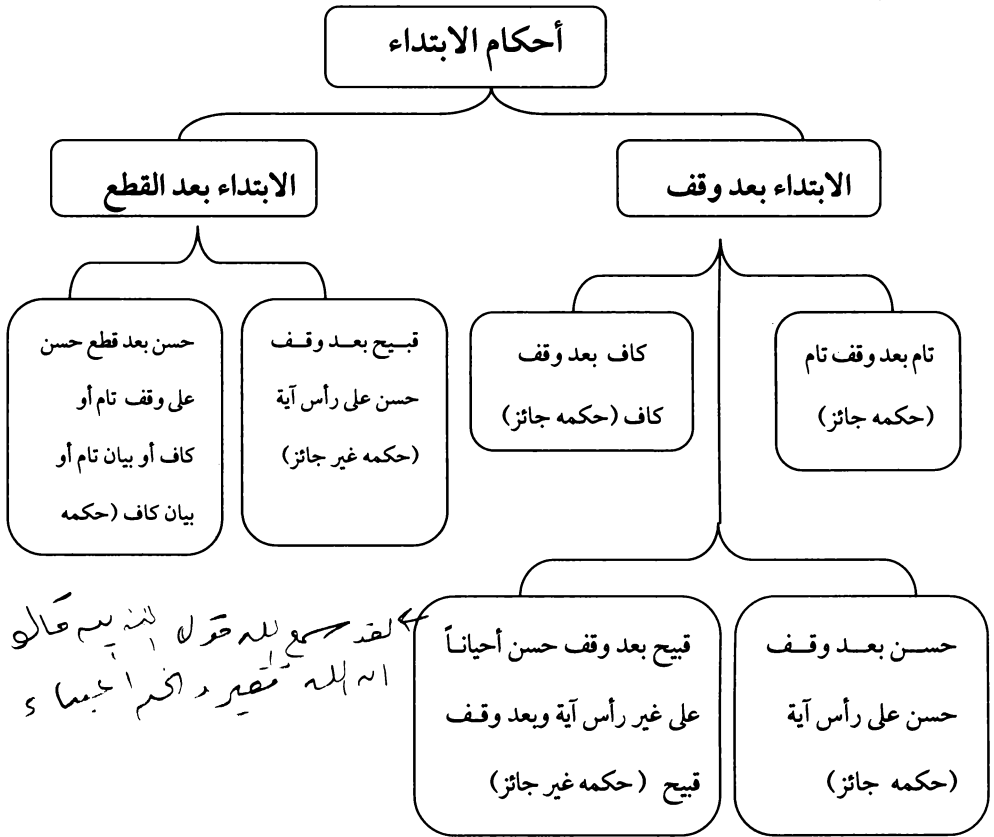 أحكام الابتداء
الابتداء بعد وقف
الابتداء بعد القطع
تام بعد وقف تام
(حكمه جائز)
كاف بعد وقف
كاف (حكمه جائز)
قبيح بعد وقف
حسن على رأس آية
(حكمه غير جائز)
حسن بعد قطع حسن
على وقف تام أو
كاف أو بيان تام أو
بيان كاف (حكمه
حسن بعد وقف
حسن على رأس آية
(حكمه جائز)
قبيح بعد وقف حسن أحياناً
على غير رأس آية وبعد وقف
قبيح (حكمه غير جائز)
لقد سمع الله قول الذين قالو
ان الله فقير ونحن اغنياء